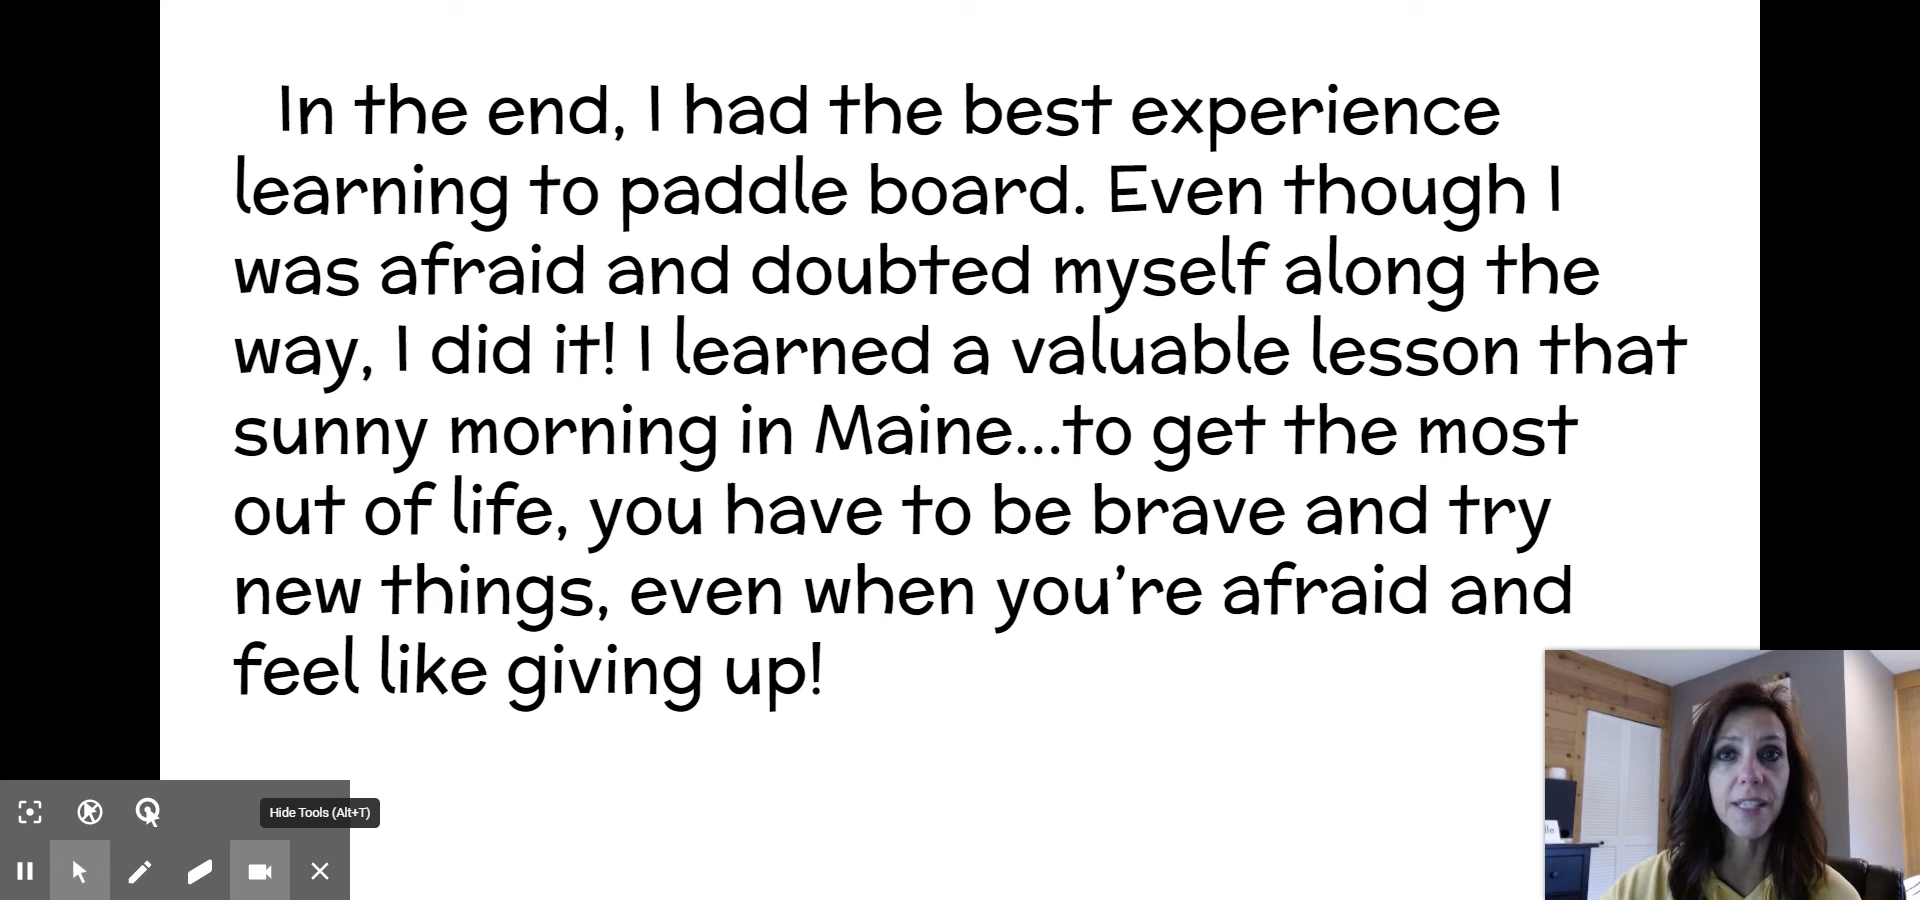 In the end, I had the best experience
learning to paddle board. Even though I
was afraid and doubted myself along the
way, I did it! I learned a valuable lesson that
sunny morning in Maine...to get the most
out of life, you have to be brave and try
new things, even when you're afraid and
feel like giving up!
Hide Tools (Alt+T)